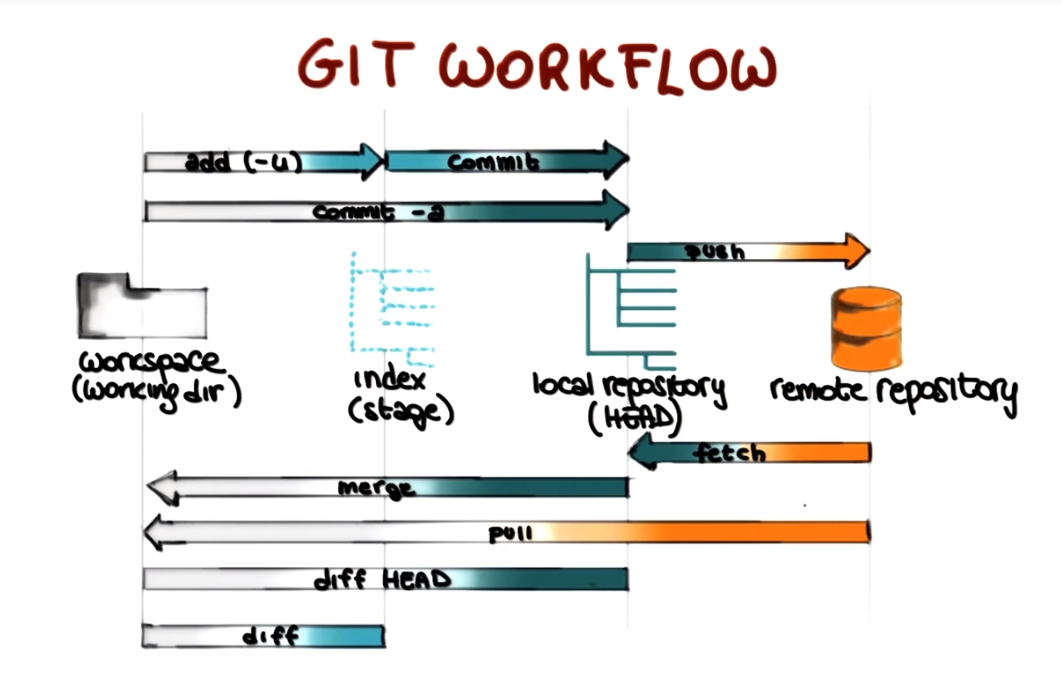 GIT WORKFLOW
add (-u)
commit
commit -a
push
workspace
(working dir)
index
(stage)
local repository
(HEAD)
remote repository
fetch
merge
pull
diff HEAD
diff